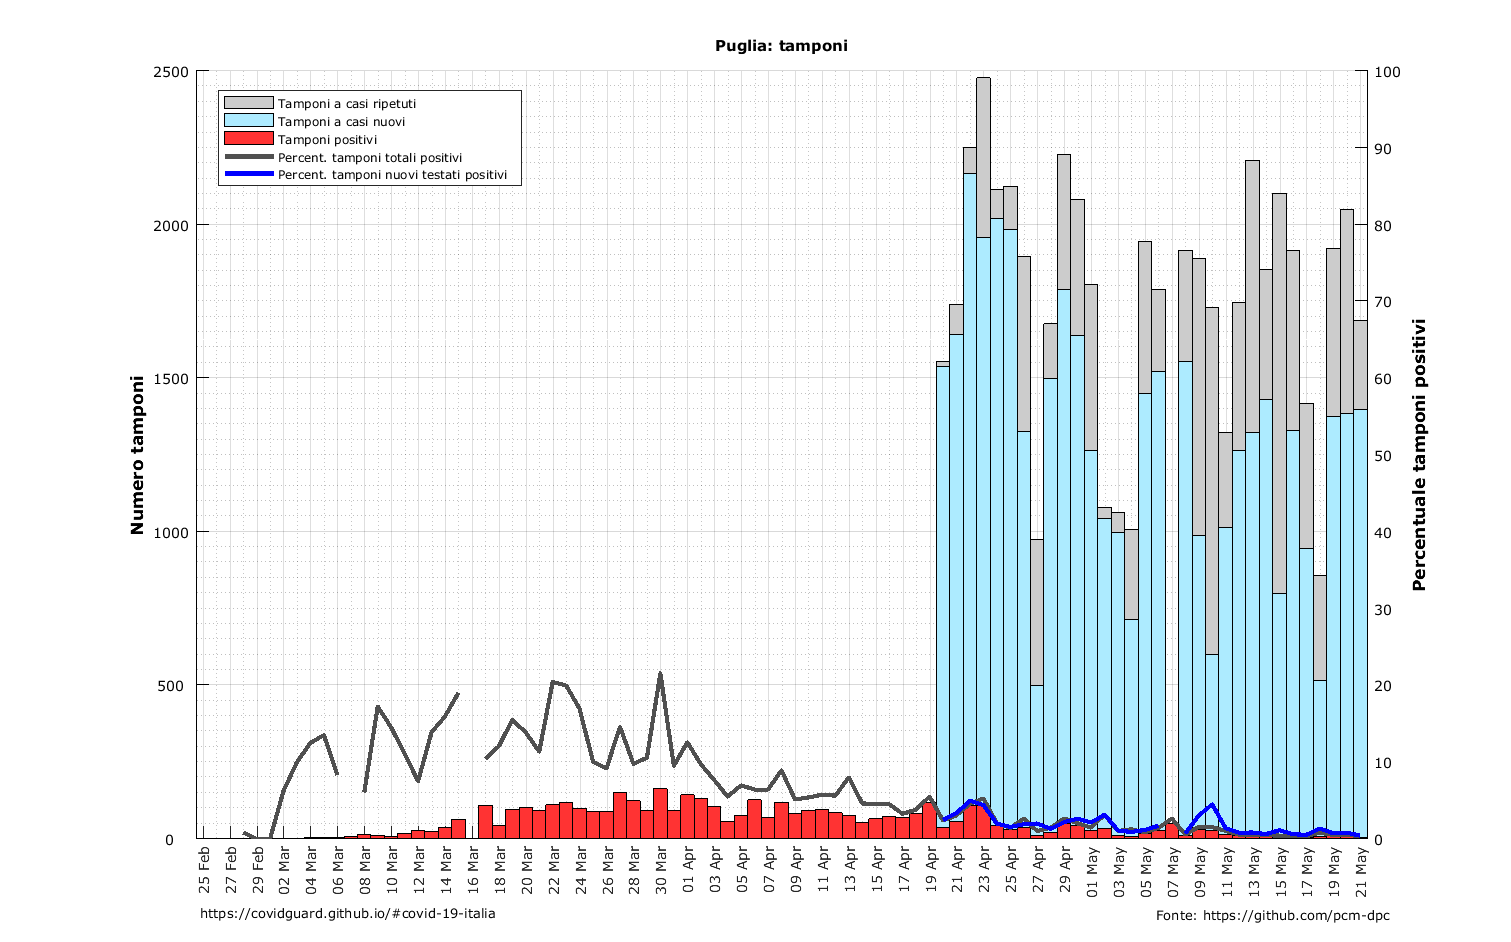 Puglia: tamponi
2500
2000
1500
1000
500
0
Numero tamponi
100
90
80
70
60
50
40
30
20
10
0
Percentuale tamponi positivi
Tamponi a casi ripetuti
Tamponi a casi nuovi
Tamponi positivi
Percent. tamponi totali positivi
Percent. tamponi nuovi testati positivi
25 Feb
27 Feb
29 Feb
02 Mar
04 Mar
06 Mar
08 Mar
10 Mar
12 Mar
14 Mar
16 Mar
18 Mar
20 Mar
22 Mar
24 Mar
26 Mar
28 Mar
30 Mar
01 Apr
03 Apr
05 Apr
07 Apr
09 Apr
11 Apr
13 Apr
15 Apr
17 Apr
19 Apr
21 Apr
23 Apr
25 Apr
27 Apr
29 Apr
01 May
03 May
05 May
07 May
09 May
11 May
13 May
15 May
17 May
19 May
21 May
https://covidguard.github.io/#covid-19-italia
Fonte: https://github.com/pcm-dpc